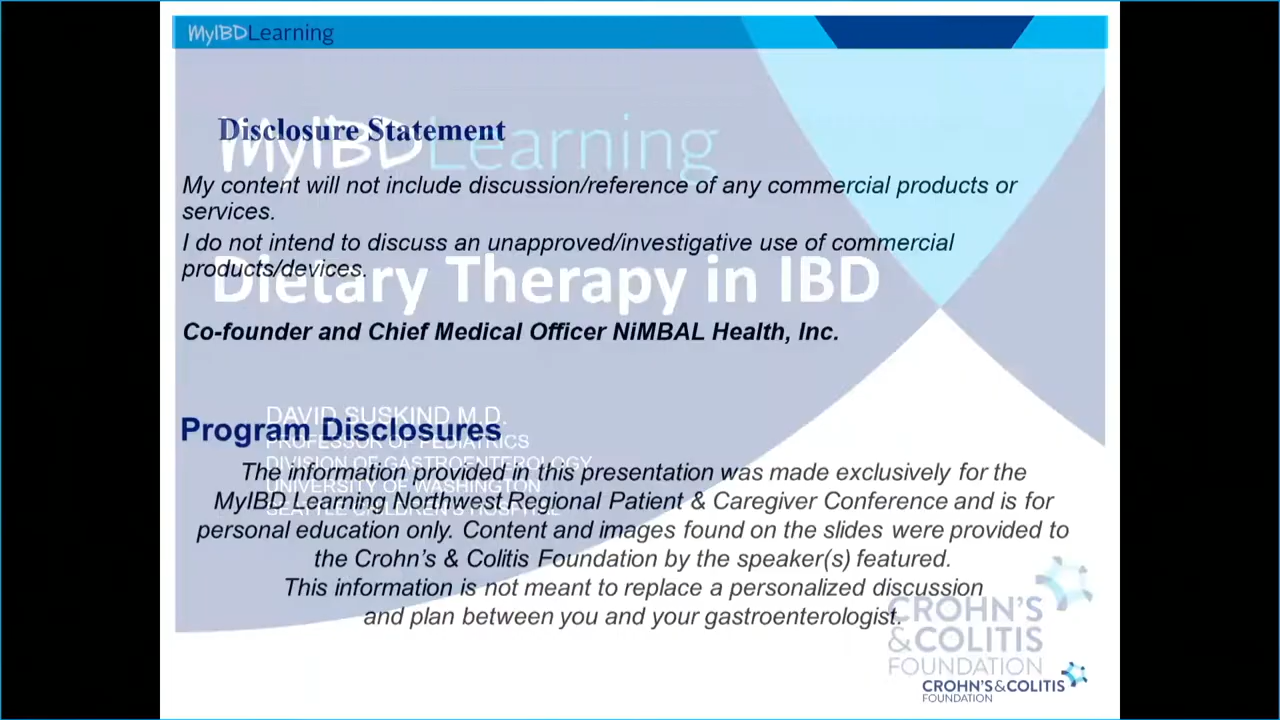 MyIBDLearning
Disclosure Statement
MyIBDLearning
My content will not include discussion/reference of any commercial products or
services.
I do not intend to discuss an unapproved/investigative use of commercial
products/devices.
Dietary Therapy in IBD
Co-founder and Chief Medical Officer NiMBAL Health, Inc.
DAVID SUSKIND M.D.
Program Disclosures
PROFESSOR OF PEDIATRICS
DIVISION OF GASTROENTEROLOGY
The information provided in this presentation was made exclusively for the
UNIVERSITY OF WASHINGTON
MyIBD Learning Northwest Regional Patient & Caregiver Conference and is for
SEATTLE CHILDREN'S HOSPITAL
personal education only. Content and images found on the slides were provided to
the Crohn’s & Colitis Foundation by the speaker(s) featured.
This information is not meant to replace a personalized discussion
and plan between you and your gastroenterologist.
CROHN'S
&COLITIS
FOUNDATION
CROHN'S&COLITIS
FOUNDATION